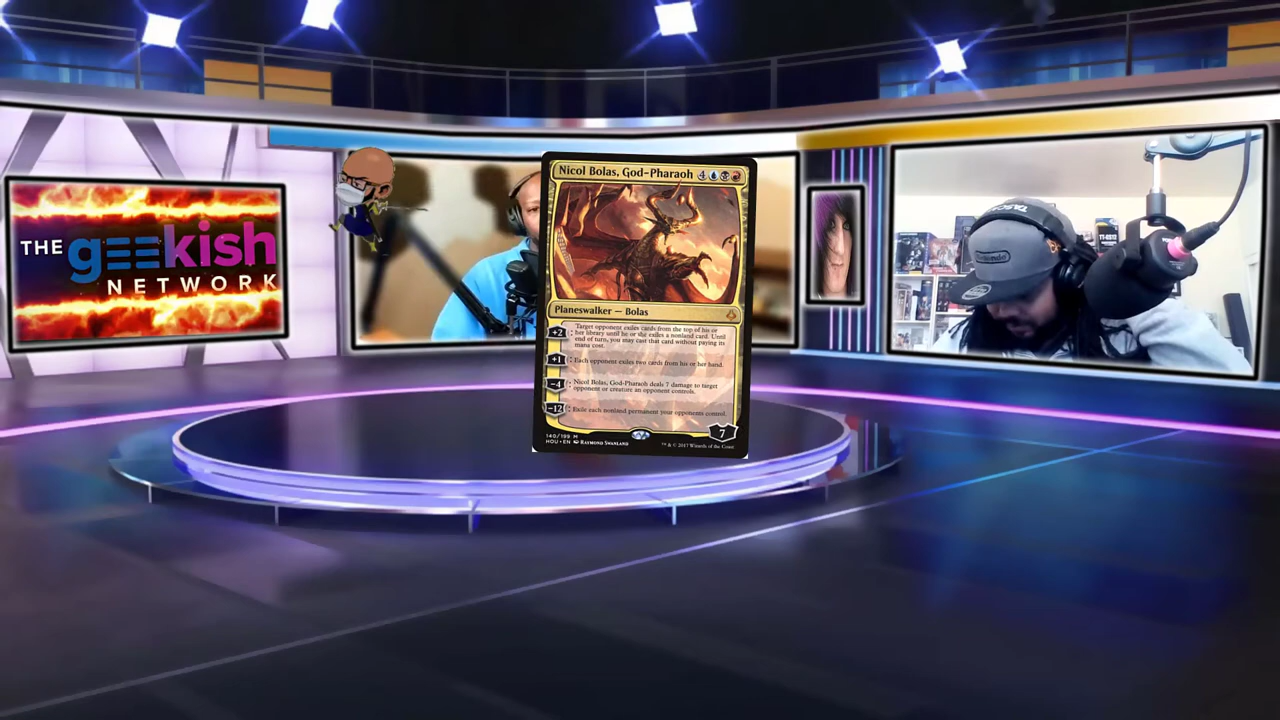 THE geekish
NETWORK
Nicol Bolas, God-Pharaoh 4
Planeswalker — Bolas
+2: Target opponent exiles cards from the top of his or
her library until he or she exiles a nonland card. Until
end of turn, you may cast that card without paying its
mana cost.
+1: Each opponent exiles two cards from his or her hand.
-4: Nicol Bolas, God-Pharaoh deals 7 damage to target
opponent or creature an opponent controls.
-12: Exile each nonland permanent your opponents control.
7
140/199 M
HOU • EN RAYMOND SWANLAND
™ & © 2017 Wizards of the Coast
Nintendo